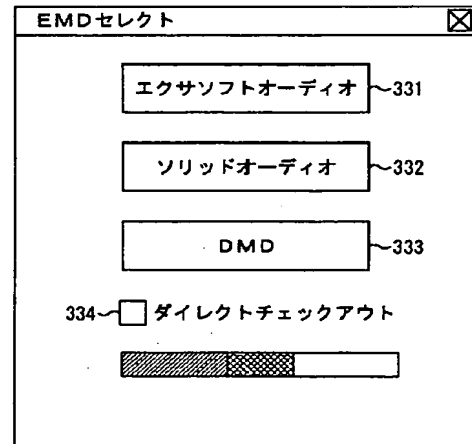 EMDセレクト
エクサソフトオーディオ 331
ソリッドオーディオ 332
DMD 333
334 ダイレクトチェックアウト